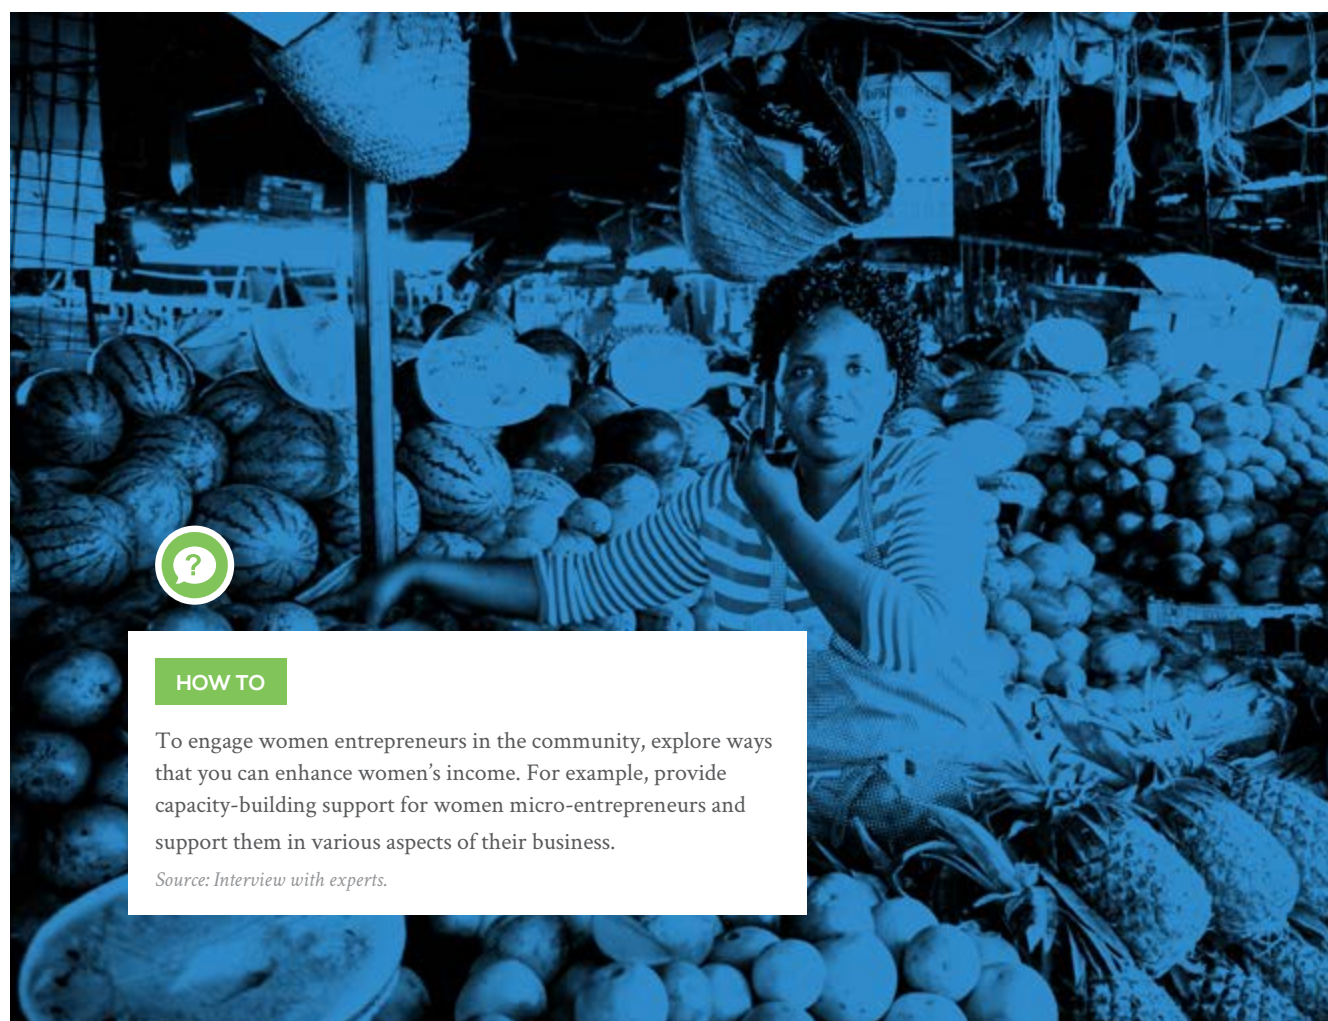 ?
HOW TO
To engage women entrepreneurs in the community, explore ways
that you can enhance women’s income. For example, provide
capacity-building support for women micro-entrepreneurs and
support them in various aspects of their business.
Source: Interview with experts.